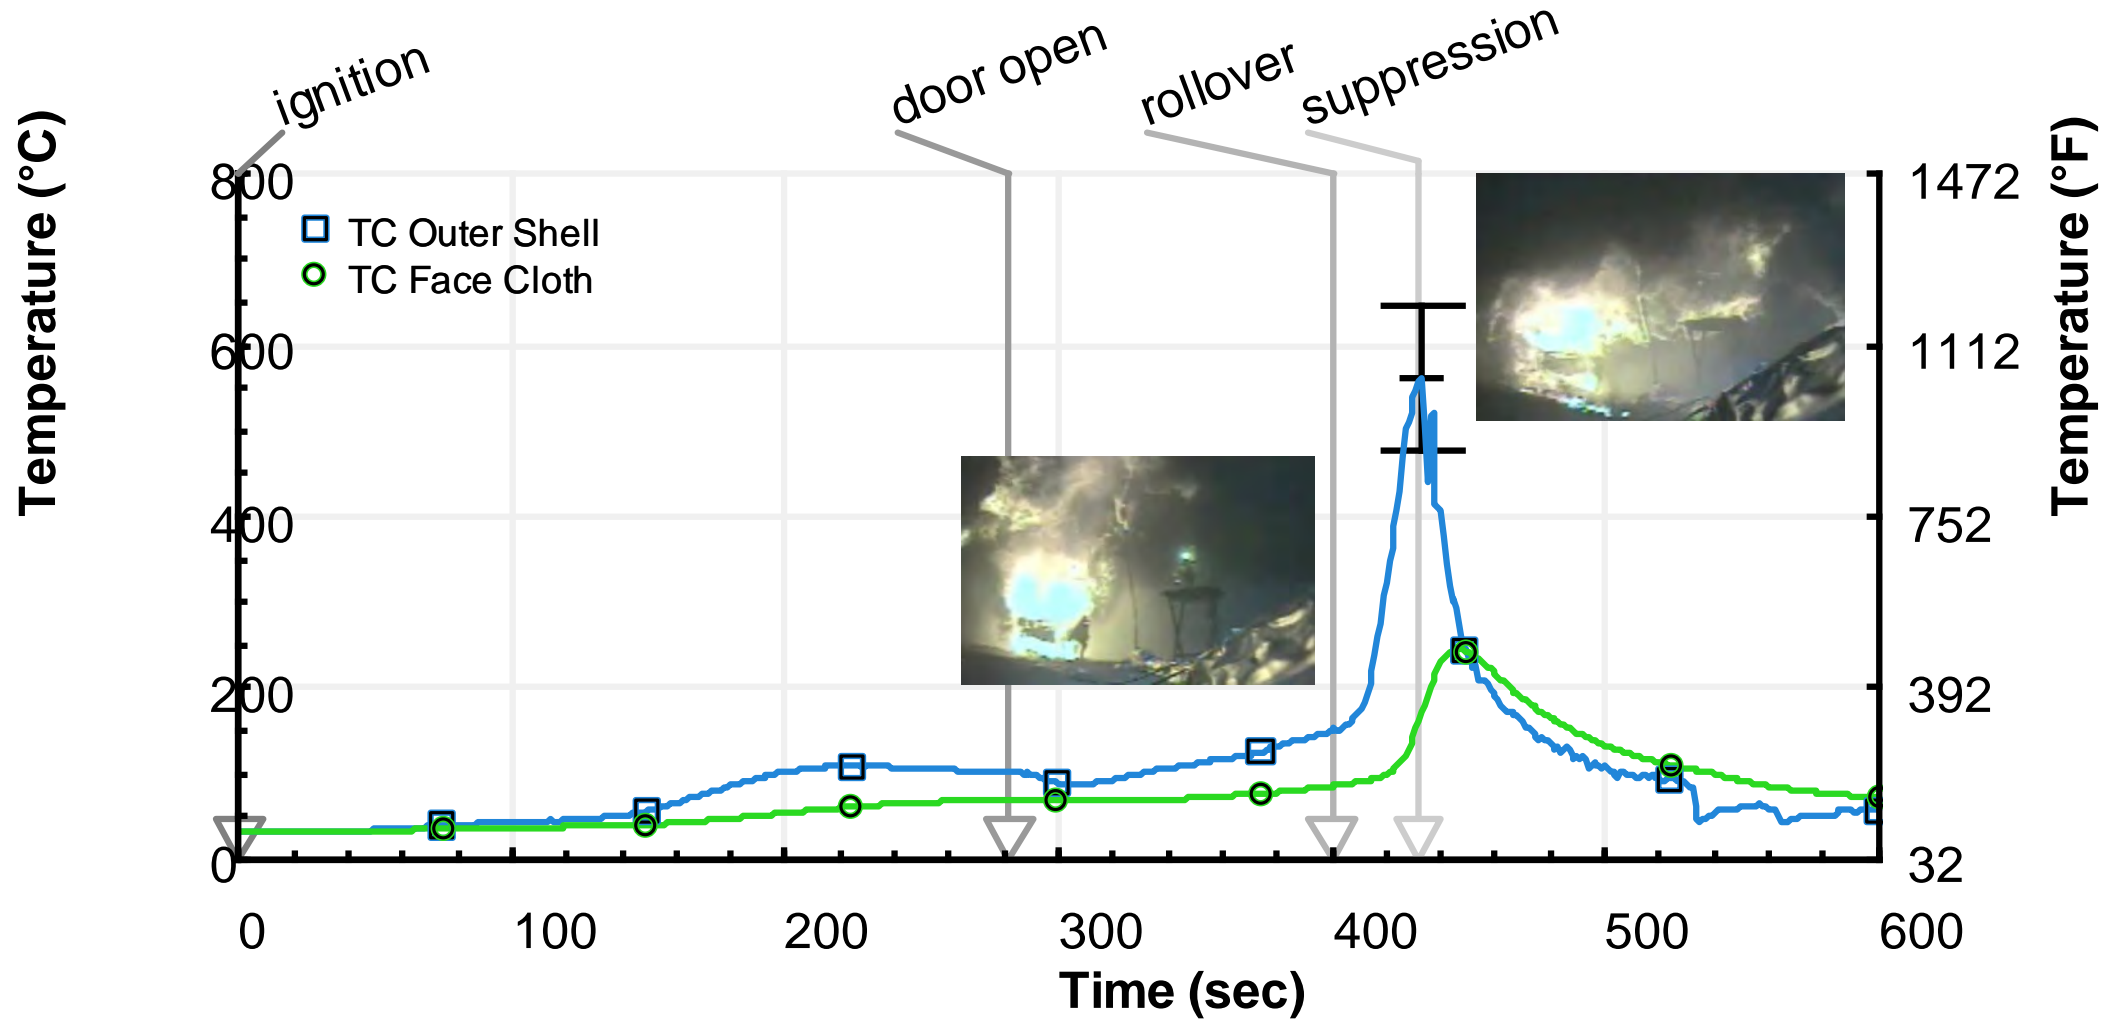 ignition
door open
rollover
suppression
Temperature (°C)
Temperature (°F)
800
600
400
200
0
TC Outer Shell
TC Face Cloth
1472
1112
752
392
32
0 100 200 300 400 500 600
Time (sec)